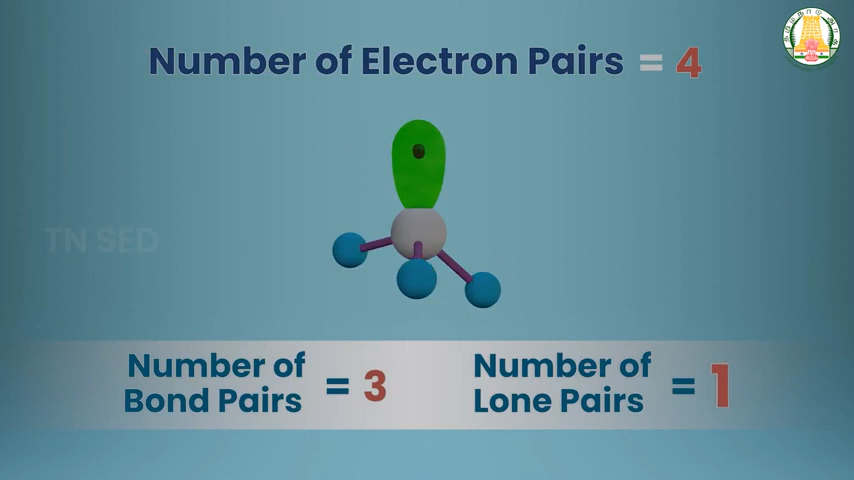 Number of Electron Pairs = 4
TN SED
Number of
Bond Pairs = 3
Number of
Lone Pairs = 1